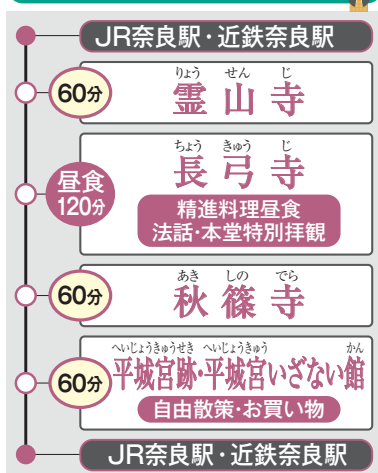 JR奈良駅・近鉄奈良駅
60分
りょう せん じ
霊山寺
昼食
120分
ちょう きゅう じ
長弓寺
精進料理昼食
法話・本堂特別拝観
60分
あき しの でら
秋篠寺
60分
へいじょうきゅうせき へいじょうきゅう かん
平城宮跡・平城宮いざない館
自由散策・お買い物
JR奈良駅・近鉄奈良駅